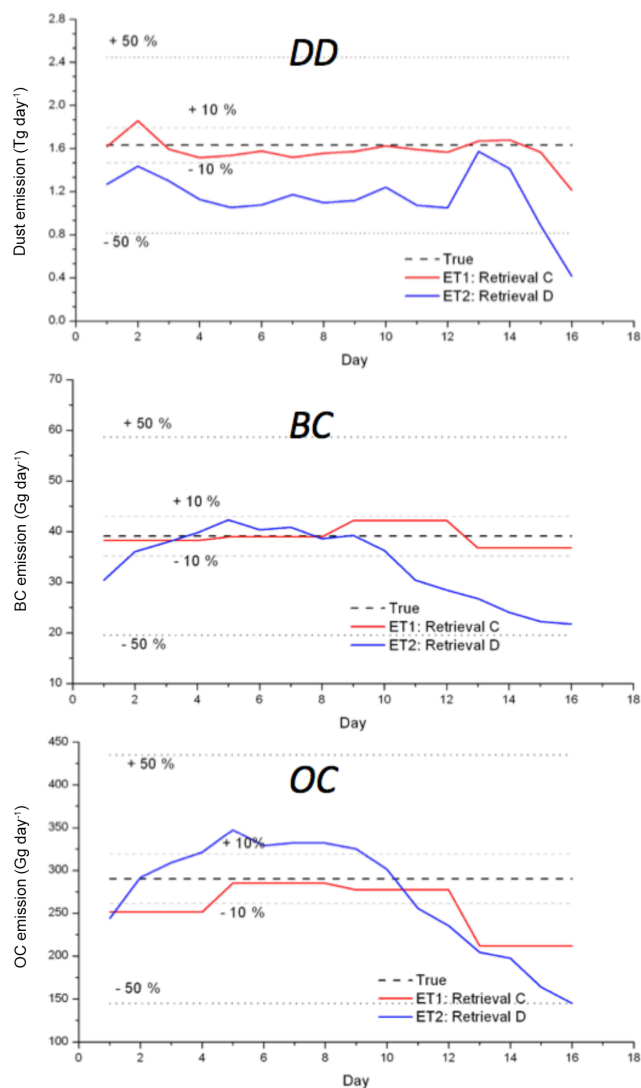 DD
Dust emission (Tg day-1)
2.8
2.4
2.0
1.6
1.2
0.8
0.4
0.0
+ 50 %
+ 10 %
- 10 %
- 50 %
True
ET1: Retrieval C
ET2: Retrieval D
0 2 4 6 8 10 12 14 16 18
Day
BC
BC emission (Gg day-1)
70
60
50
40
30
20
10
+ 50 %
+ 10 %
- 10 %
- 50 %
True
ET1: Retrieval C
ET2: Retrieval D
0 2 4 6 8 10 12 14 16 18
Day
OC
OC emission (Gg day-1)
450
400
350
300
250
200
150
100
+ 50 %
+ 10%
- 10 %
- 50 %
True
ET1: Retrieval C
ET2: Retrieval D
0 2 4 6 8 10 12 14 16 18
Day